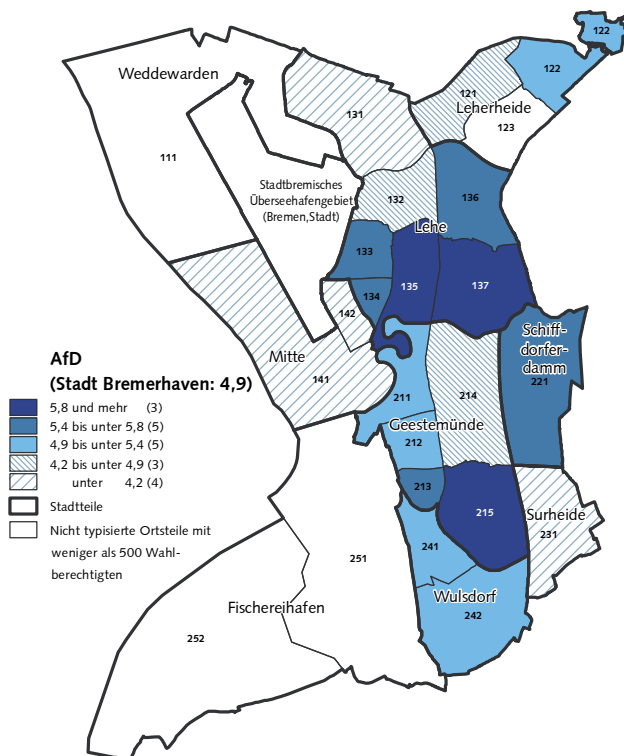 122
Weddewarden
122
121
131
Leherheide
123
111
Stadtbremisches
Überseehafengebiet
(Bremen,Stadt)
132
136
Lehe
133
135
137
134
142
Schiff-
dorfer-
damm
Mitte
141
221
211
214
Geestemünde
212
213
215
Surheide
231
241
251
Wulsdorf
Fischereihafen
242
252
AfD
(Stadt Bremerhaven: 4,9)
5,8 und mehr (3)
5,4 bis unter 5,8 (5)
4,9 bis unter 5,4 (5)
4,2 bis unter 4,9 (3)
unter 4,2 (4)
Stadtteile
Nicht typisierte Ortsteile mit
weniger als 500 Wahl-
berechtigten